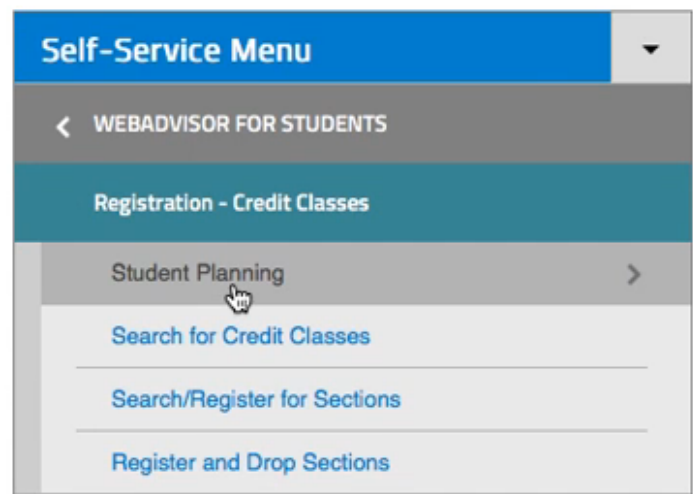 Self-Service Menu
WEBADVISOR FOR STUDENTS
Registration - Credit Classes
Student Planning
Search for Credit Classes
Search/Register for Sections
Register and Drop Sections